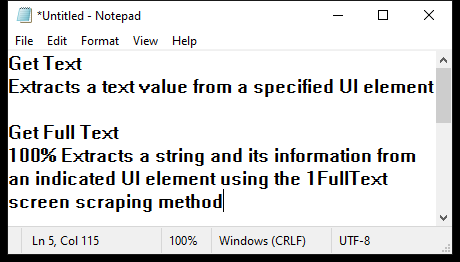 *Untitled - Notepad
File Edit Format View Help
Get Text
Extracts a text value from a specified UI element
Get Full Text
100% Extracts a string and its information from
an indicated UI element using the 1FullText
screen scraping method
Ln 5, Col 115 100% Windows (CRLF) UTF-8